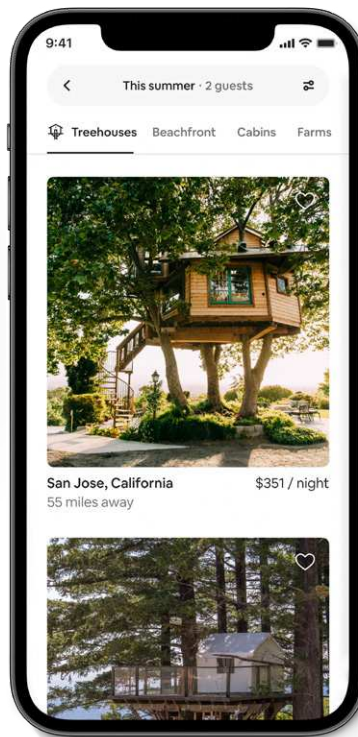 9:41
This summer · 2 guests
Treehouses Beachfront Cabins Farms
San Jose, California $351 / night
55 miles away